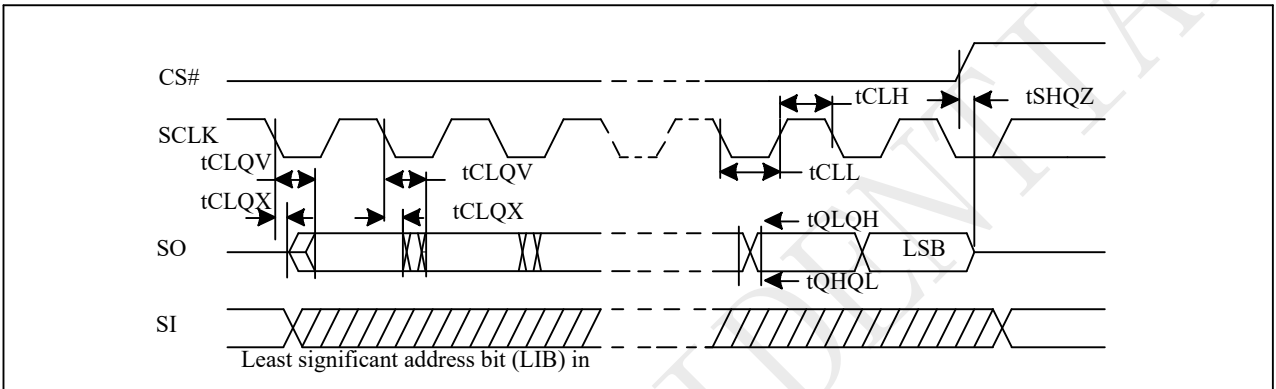 CS#
tCLH
tSHQZ
SCLK
tCLQV
tCLQV
tCLL
tCLQX
tCLQX
tQLQH
SO
LSB
tQHQL
SI
Least significant address bit (LIB) in